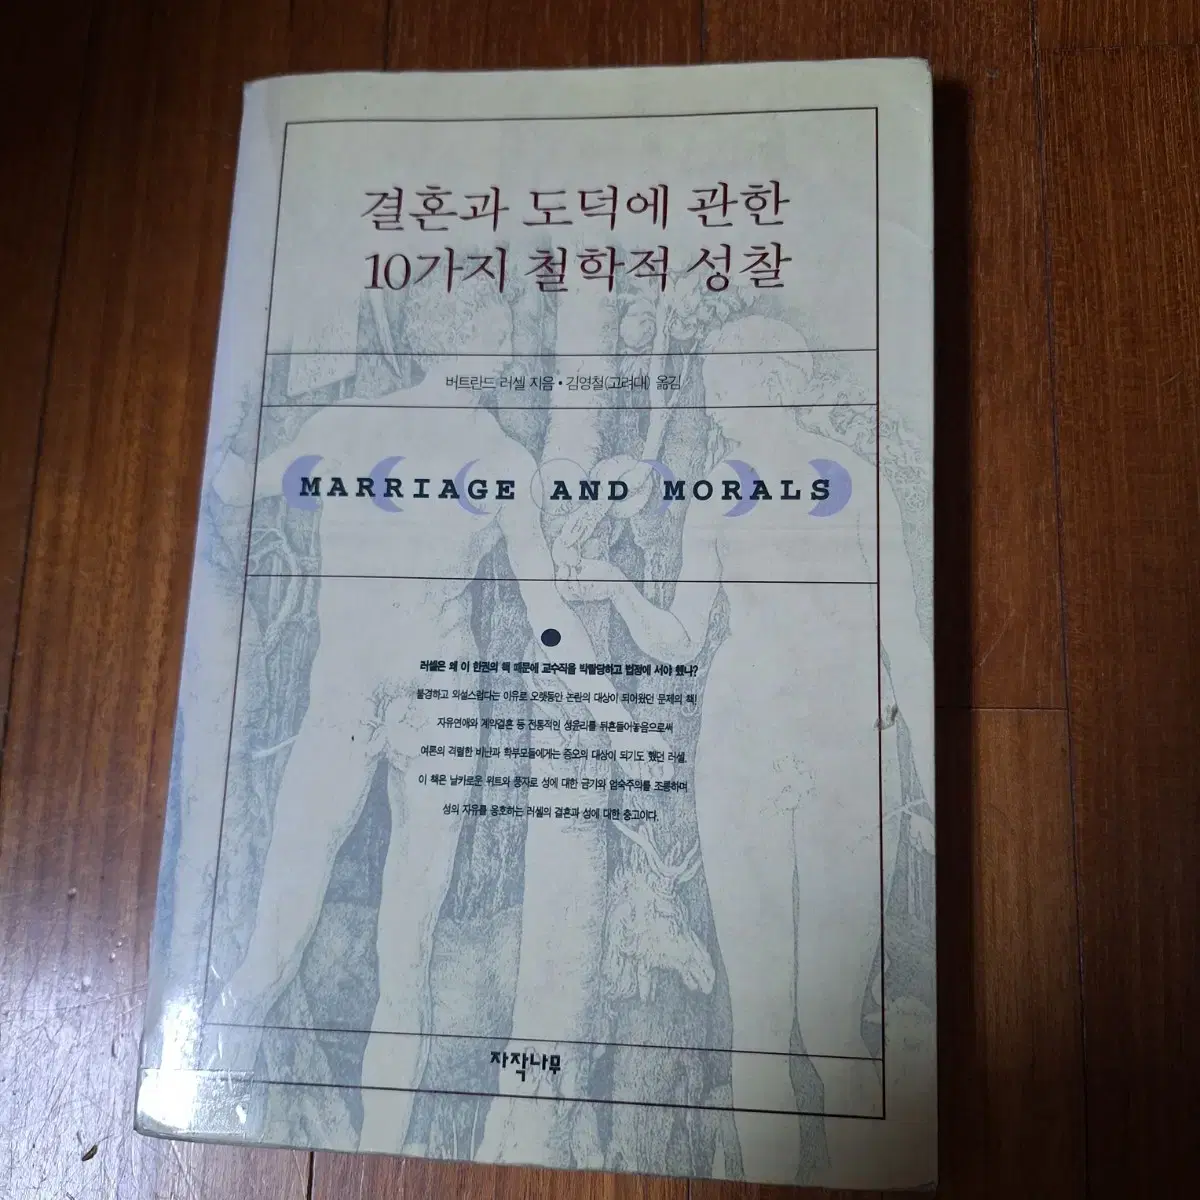 결혼과 도덕에 관한
10가지 철학적 성찰
버트란드 러셀 지음 • 김영철(고려대) 옮김
MARRIAGE AND MORALS
러셀은 왜 이 한권의 책 때문에 교수직을 박탈당하고 법정에 서야 했나?
불경하고 외설스럽다는 이유로 오랫동안 논란의 대상이 되어왔던 문제의 책!
자유연애와 계약결혼 등 전통적인 성윤리를 뒤흔들어놓음으로써
여론의 격렬한 비난과 학부모들에게는 증오의 대상이 되기도 했던 러셀.
이 책은 날카로운 위트와 풍자로 성에 대한 금기와 엄숙주의를 조롱하며
성의 자유를 옹호하는 러셀의 결혼과 성에 대한 충고이다.
자작나무